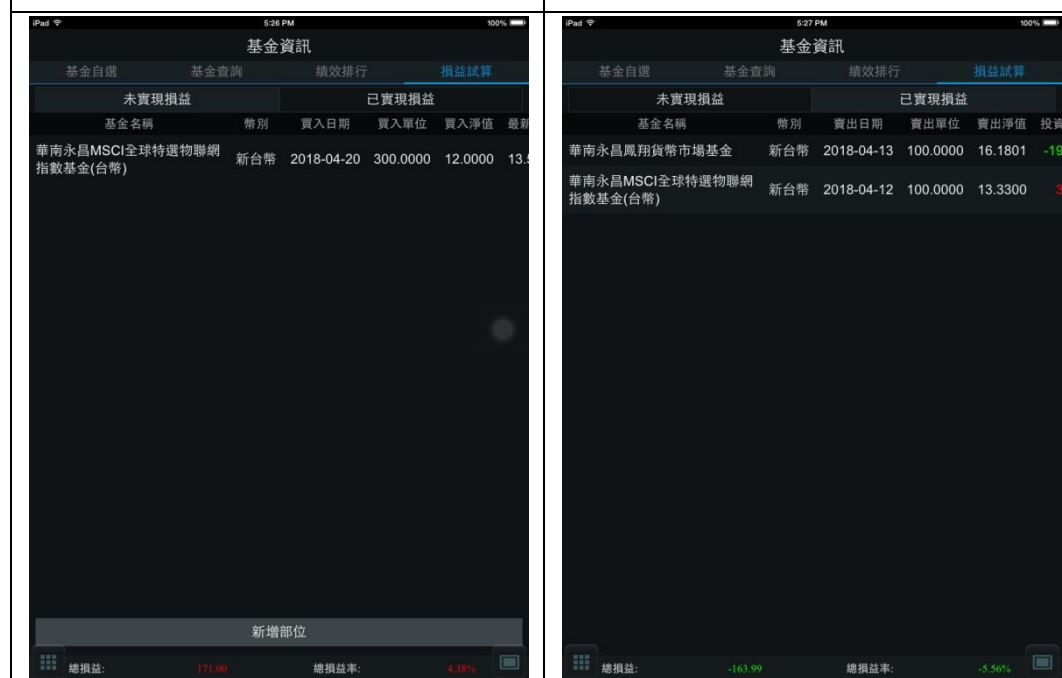 iPad 5:26 PM 100%
基金資訊
基金自選 基金查詢 績效排行 損益試算
未實現損益 已實現損益
基金名稱 幣別 買入日期 買入單位 買入淨值 最新
華南永昌MSCI全球特選物聯網
指數基金(台幣) 新台幣 2018-04-20 300.0000 12.0000 13.5
新增部位
總損益: 171.00 總損益率: 4.38%
iPad 5:27 PM 100%
基金資訊
基金自選 基金查詢 績效排行 損益試算
未實現損益 已實現損益
基金名稱 幣別 賣出日期 賣出單位 賣出淨值 投資
華南永昌鳳翔貨幣市場基金 新台幣 2018-04-13 100.0000 16.1801 -19
華南永昌MSCI全球特選物聯網
指數基金(台幣) 新台幣 2018-04-12 100.0000 13.3300 3
總損益: -163.99 總損益率: -5.56%